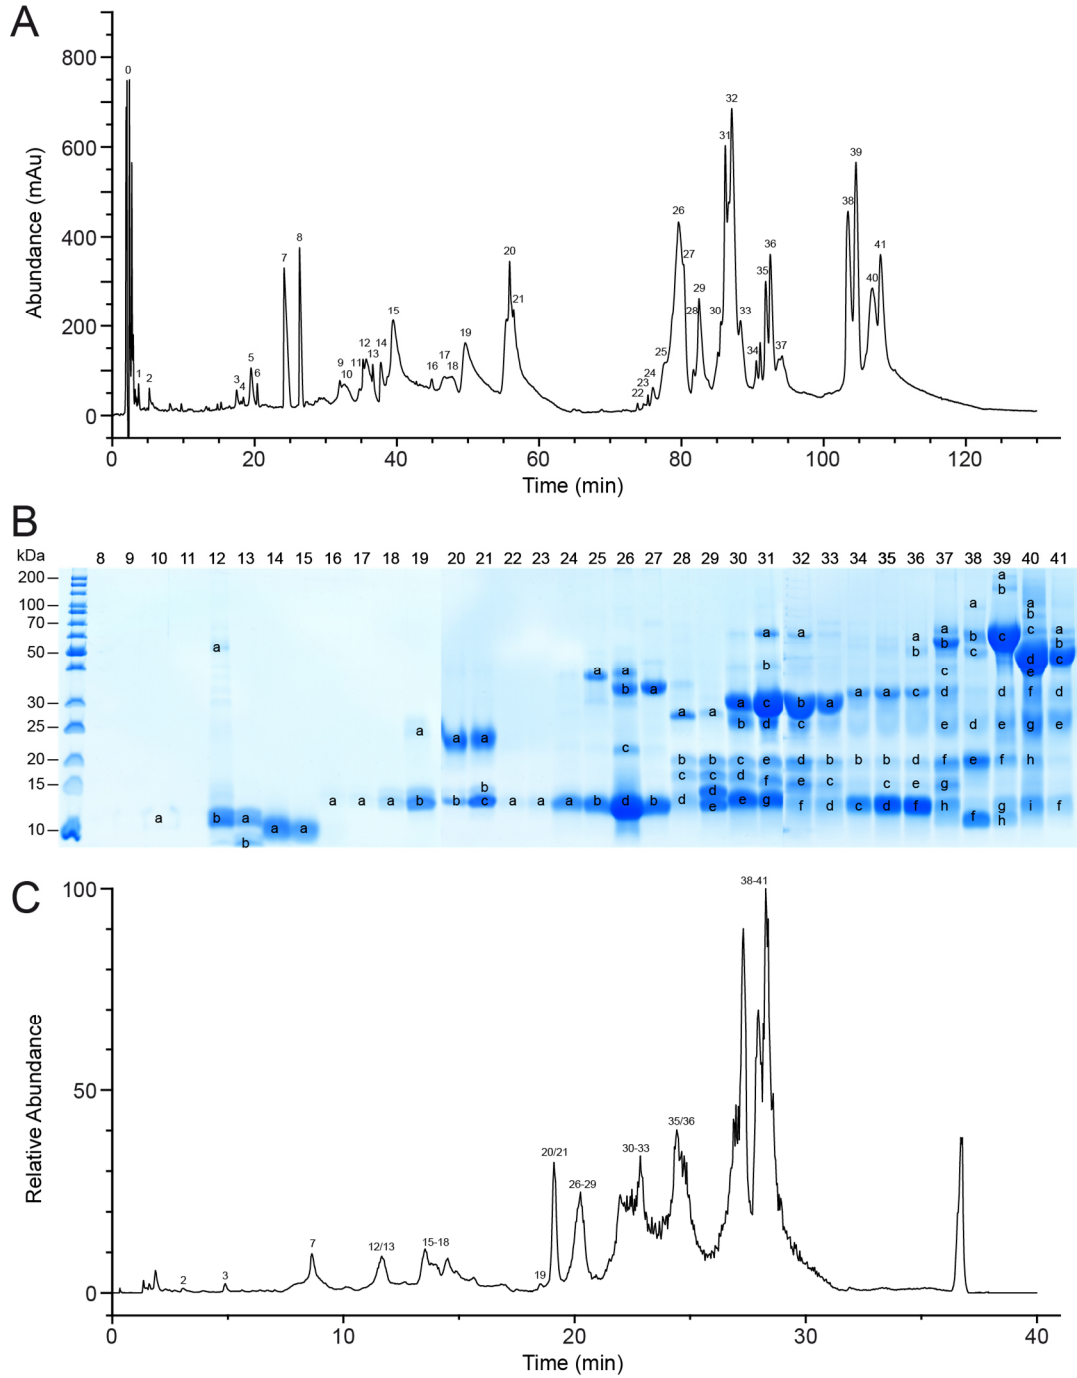 A
0
800
600
400
200
0
Abundance (mAu)
1
2
3
4
5
6
7
8
9
10
11
12
13
14
15
16
17
18
19
20
21
22
23
24
25
26
27
28
29
30
31
32
33
34
35
36
37
38
39
40
41
0 20 40 60 80 100 120
Time (min)
B
kDa 8 9 10 11 12 13 14 15 16 17 18 19 20 21 22 23 24 25 26 27 28 29 30 31 32 33 34 35 36 37 38 39 40 41
200
100
70
50
30
25
20
15
10
a
a b
a b
a
a
a
a
a
a b
a b
a b c
a
a
a
a b
a b c d
a b
a b c d
a b c d e
a b c d e
a b c d e f g
a b c d e f
a b c d
a b c
a b c d
a b c d e f
a b c d e f g h
a b c d e f
a b c d e f g h
a b c d e f g h i
a b c d e f
C
100
50
0
Relative Abundance
2
3
7
12/13
15-18
19
20/21
26-29
30-33
35/36
38-41
0 10 20 30 40
Time (min)